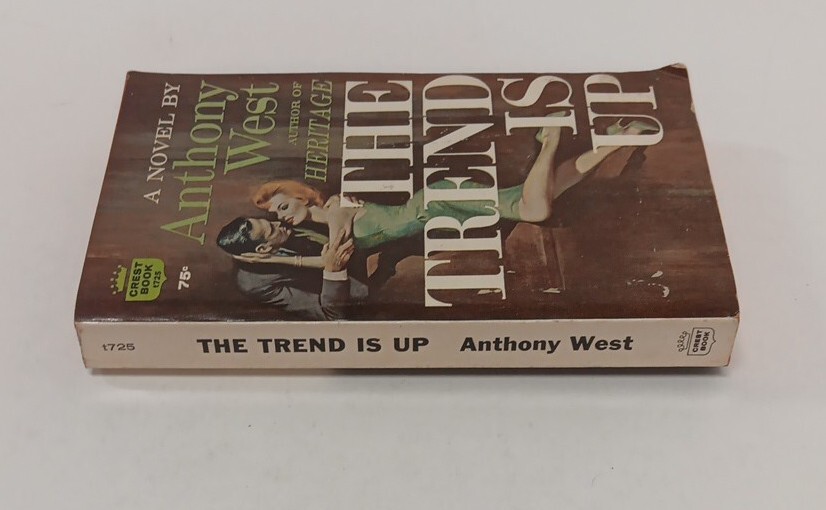 A NOVEL BY
Anthony
West
AUTHOR OF
HERITAGE
THE
TREND
IS
UP
CREST
BOOK
t725
75¢
t725 THE TREND IS UP Anthony West CREST
BOOK